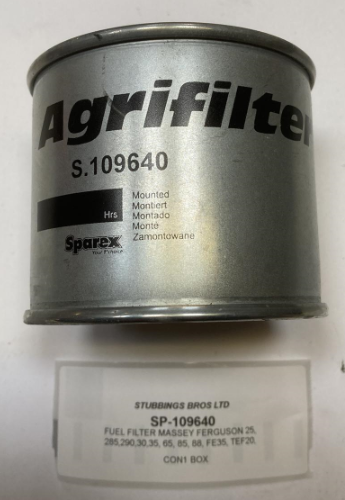 Agrifilter
S.109640
Hrs
Mounted
Montiert
Montado
Monté
Zamontowane
Sparex
STUBBINGS BROS LTD
SP-109640
FUEL FILTER MASSEY FERGUSON 25,
285,290,30,35, 65, 85, 88, FE35, TEF20,
CON1 BOX